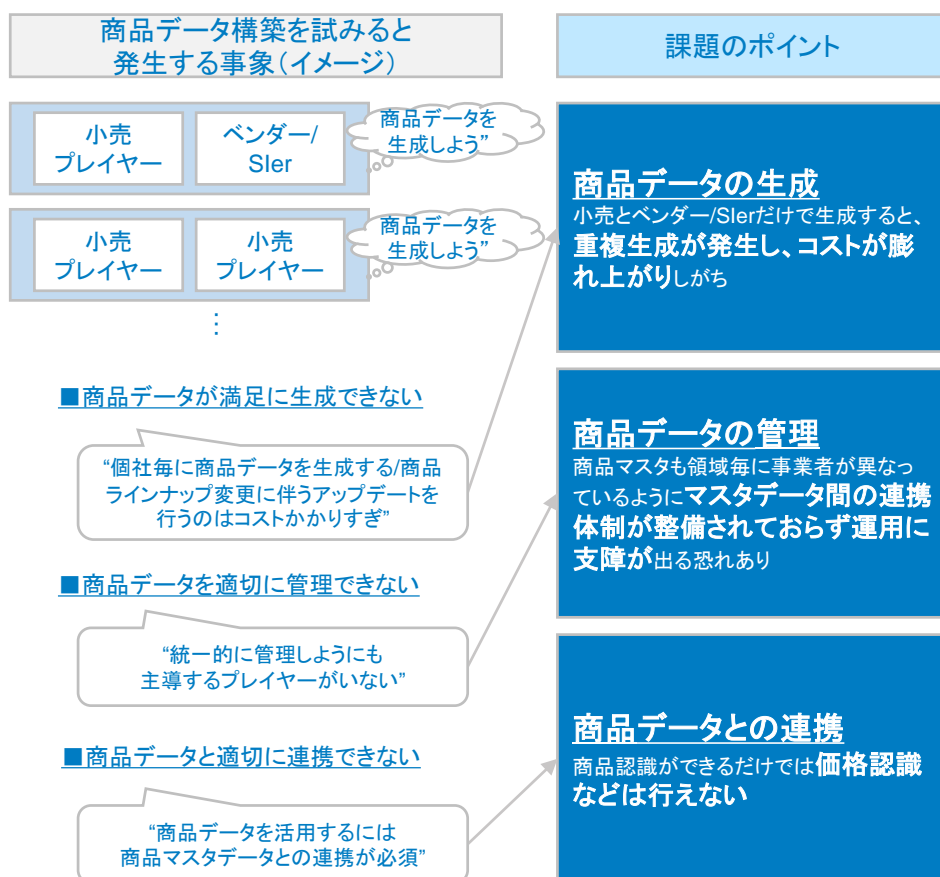 商品データ構築を試みると
発生する事象（イメージ）
課題のポイント
小売
プレイヤー
ベンダー/
SIer
商品データを
生成しよう”
小売
プレイヤー
小売
プレイヤー
商品データを
生成しよう”
⋮
■商品データが満足に生成できない
“個社毎に商品データを生成する/商品
ラインナップ変更に伴うアップデートを
行うのはコストかかりすぎ”
■商品データを適切に管理できない
“統一的に管理しようにも
主導するプレイヤーがいない”
■商品データと適切に連携できない
“商品データを活用するには
商品マスタデータとの連携が必須”
商品データの生成
小売とベンダー/SIerだけで生成すると、
重複生成が発生し、コストが膨
れ上がりしがち
商品データの管理
商品マスタも領域毎に事業者が異なっ
ているようにマスタデータ間の連携
体制が整備されておらず運用に
支障が出る恐れあり
商品データとの連携
商品認識ができるだけでは価格認識
などは行えない